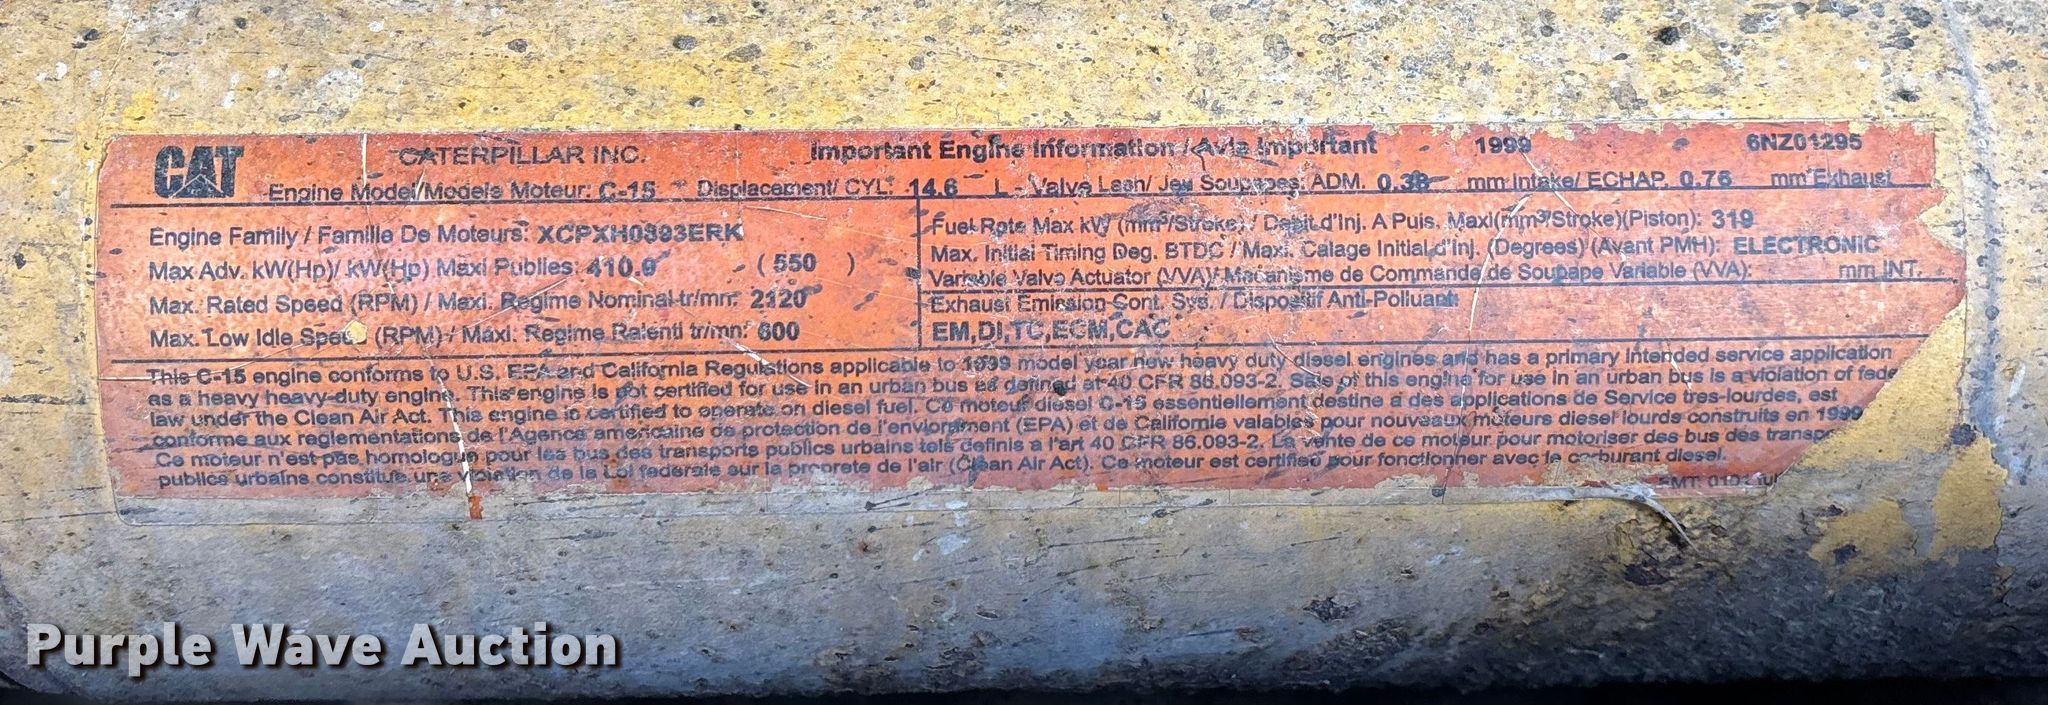 CAT CATERPILLAR INC. Important Engine Information / Avis Important 1999 6NZ01295
Engine Model/Modele Moteur: C-15 Displacement/ CYL: 14.6 L - Valve Lash/ Jeu Soupapes: ADM. 0.38 mm Intake/ ECHAP. 0.76 mm Exhaust
Engine Family / Famille De Moteurs: XCPXH0893ERK
Max Adv. kW(Hp)/ kW(Hp) Maxi Publies: 410.0 ( 550 )
Max. Rated Speed (RPM) / Maxi. Regime Nominal tr/mn: 2120
Max. Low Idle Speed (RPM) / Maxi. Regime Ralenti tr/mn: 600
Fuel Rate Max kW (mm³/Stroke) / Debit d'Inj. A Puis. Maxi(mm³/Stroke)(Piston): 319
Max. Initial Timing Deg. BTDC / Maxi. Calage Initial d'Inj. (Degrees) (Avant PMH): ELECTRONIC
Variable Valve Actuator (VVA)/ Mecanisme de Commande de Soupape Variable (VVA): mm INT.
Exhaust Emission Cont. Sys. / Dispositif Anti-Polluant:
EM,DI,TC,ECM,CAC
This C-15 engine conforms to U.S. EPA and California Regulations applicable to 1999 model year new heavy duty diesel engines and has a primary intended service application
as a heavy heavy-duty engine. This engine is not certified for use in an urban bus as defined at 40 CFR 86.093-2. Sale of this engine for use in an urban bus is a violation of fede
law under the Clean Air Act. This engine is certified to operate on diesel fuel. Ce moteur diesel C-15 essentiellement destine a des applications de Service tres-lourdes, est
conforme aux reglementations de l'Agence americaine de protection de l'enviornment (EPA) et de Californie valables pour nouveaux moteurs diesel lourds construits en 1999
Ce moteur n'est pas homologue pour les bus des transports publics urbains tels definis a l'art 40 CFR 86.093-2. La vente de ce moteur pour motoriser des bus des transpo
publics urbains constitute une violation de la Loi federale sur la proprete de l'air (Clean Air Act). Ce moteur est certified pour fonctionner avec le carburant diesel.
Purple Wave Auction